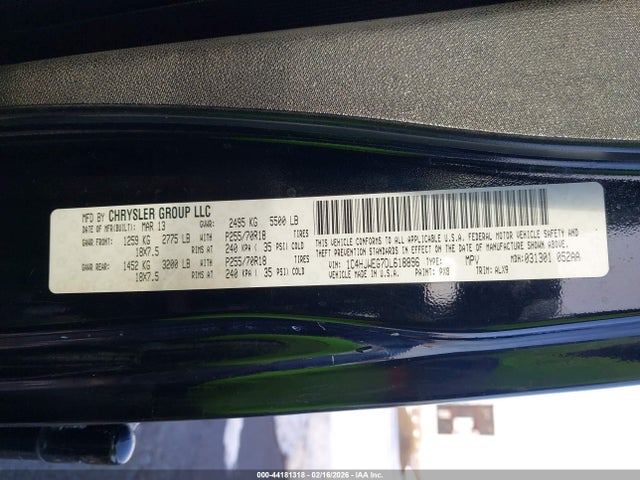 MFD BY CHRYSLER GROUP LLC
DATE OF MFR(BUILT): MAR 13 GVWR: 2495 KG 5500 LB
GAWR FRONT: 1259 KG 2775 LB WITH P255/70R18 TIRES
18X7.5 RIMS AT 240 KPA( 35 PSI) COLD
GAWR REAR: 1452 KG 3200 LB WITH P255/70R18 TIRES
18X7.5 RIMS AT 240 KPA( 35 PSI) COLD
THIS VEHICLE CONFORMS TO ALL APPLICABLE U.S.A. FEDERAL MOTOR VEHICLE SAFETY,
BUMPER, AND THEFT PREVENTION STANDARDS IN EFFECT ON THE DATE OF MANUFACTURE SHOWN ABOVE.
VEHICLE MADE IN U.S.A.
VIN: 1C4HJWEG7DL618896 TYPE: MPV MDH: 031301 052AA
PAINT: PX8 TRIM: ALX9
000-44181318 | 02/16/2026 | IAA Inc.